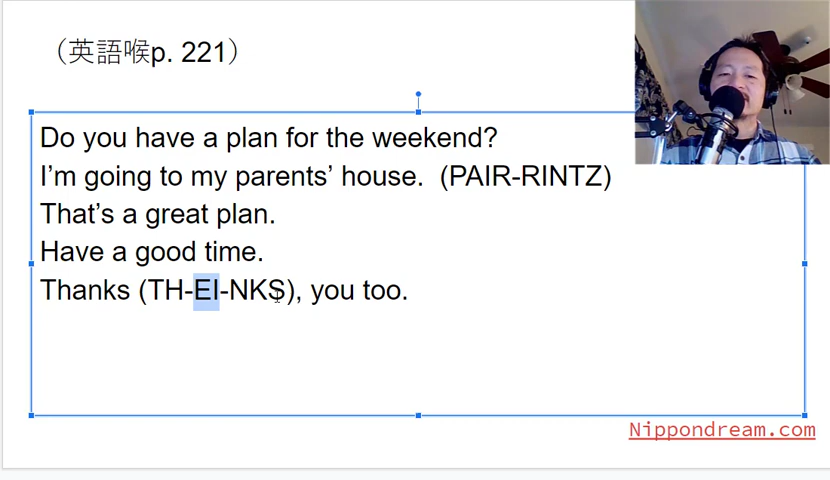 （英語喉p. 221）
Do you have a plan for the weekend?
I’m going to my parents’ house.  (PAIR-RINTZ)
That’s a great plan.
Have a good time.
Thanks (TH-EI-NKS), you too.
Nippondream.com